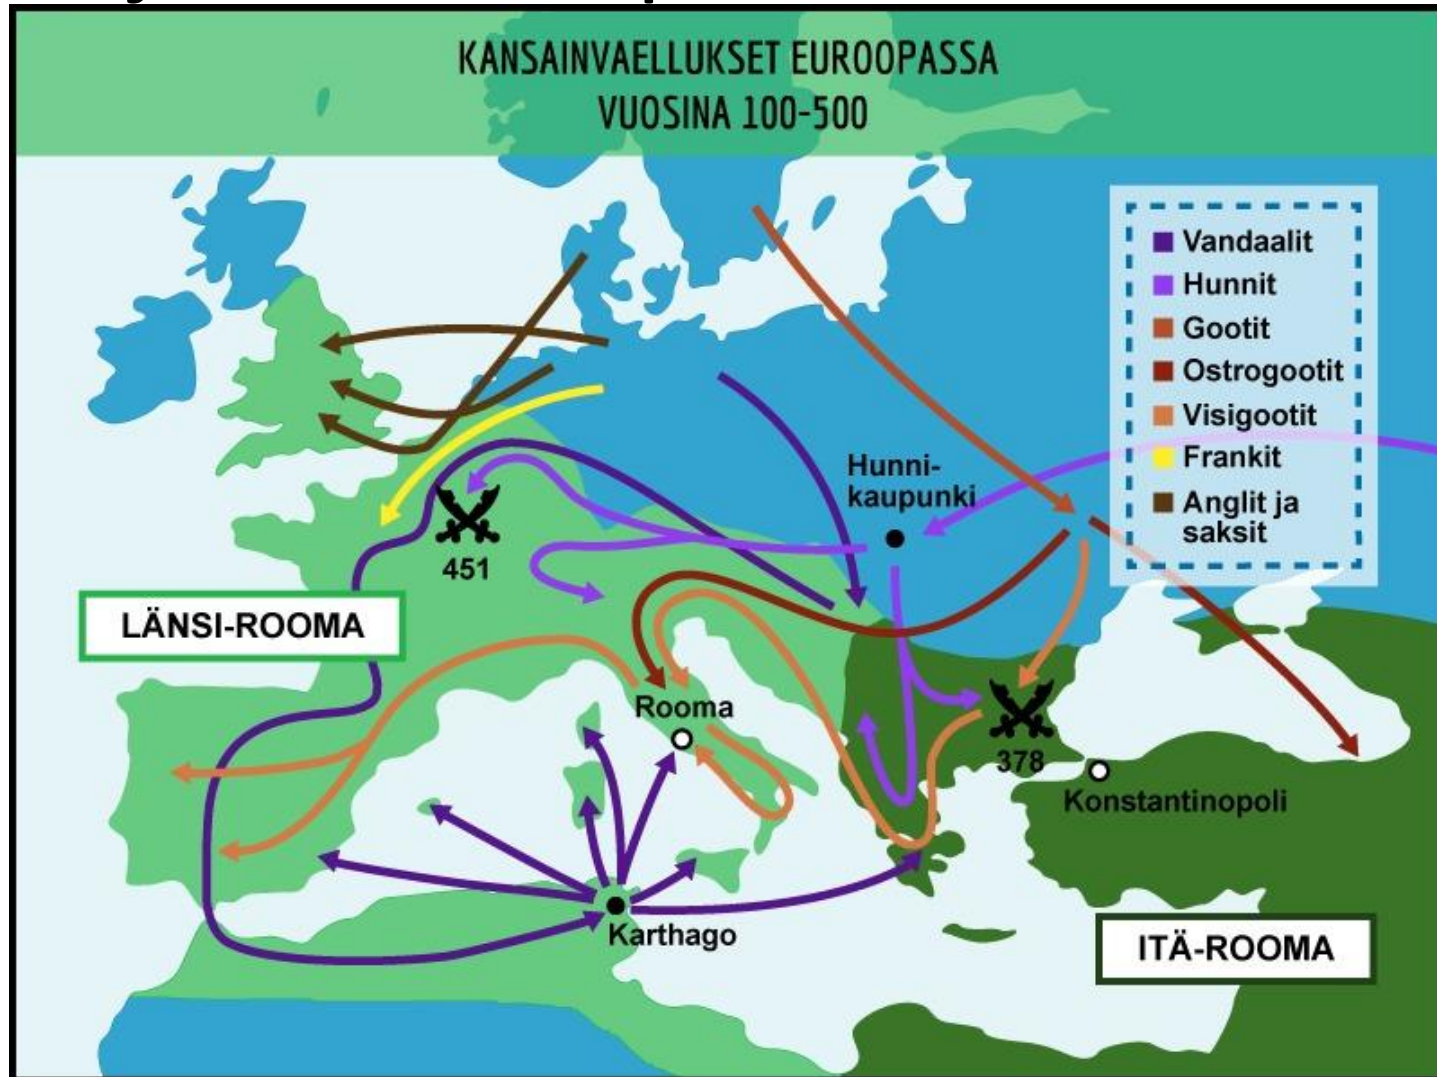 KANSAINVAELLUKSET EUROOPASSA
VUOSINA 100-500
Vandaalit
Hunnit
Gootit
Ostrogootit
Visigootit
Frankit
Anglit ja
saksit
Hunni-
kaupunki
451
LÄNSI-ROOMA
Rooma
378
Konstantinopoli
Karthago
ITÄ-ROOMA